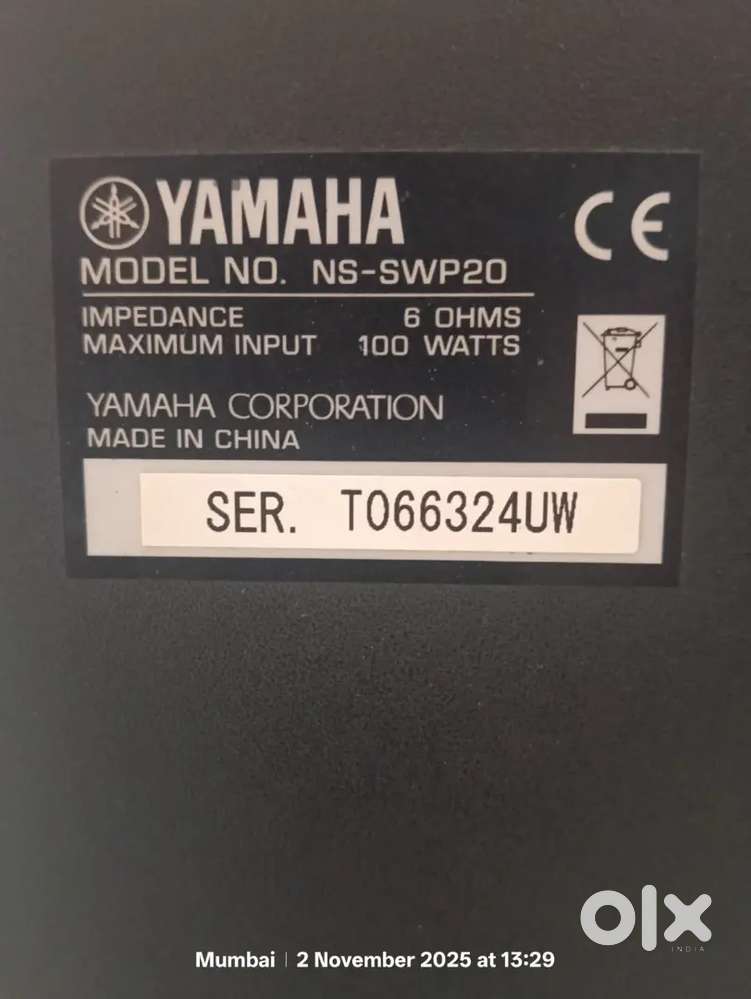 YAMAHA CE
MODEL NO. NS-SWP20
IMPEDANCE 6 OHMS
MAXIMUM INPUT 100 WATTS
YAMAHA CORPORATION
MADE IN CHINA
SER. T066324UW
olx
INDIA
Mumbai | 2 November 2025 at 13:29